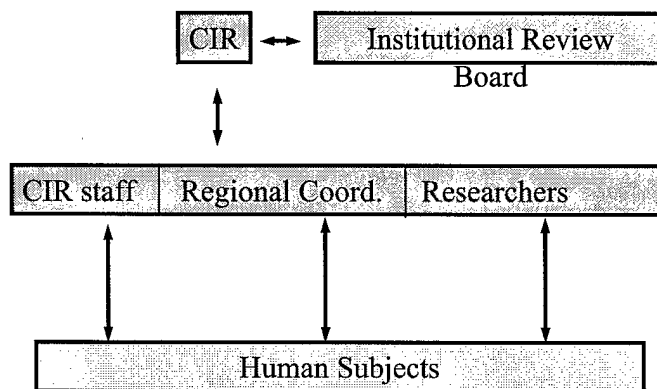 CIR
Institutional Review
Board
CIR staff
Regional Coord.
Researchers
Human Subjects